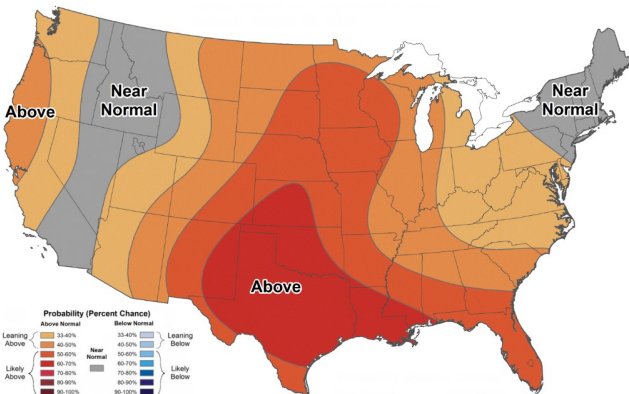 Above
Near
Normal
Near
Normal
Above
Probability (Percent Chance)
Above Normal
Below Normal
Leaning
Above
33-40%
40-50%
Likely
Above
50-60%
60-70%
70-80%
80-90%
90-100%
Near
Normal
33-40%
40-50%
Leaning
Below
50-60%
60-70%
70-80%
80-90%
90-100%
Likely
Below